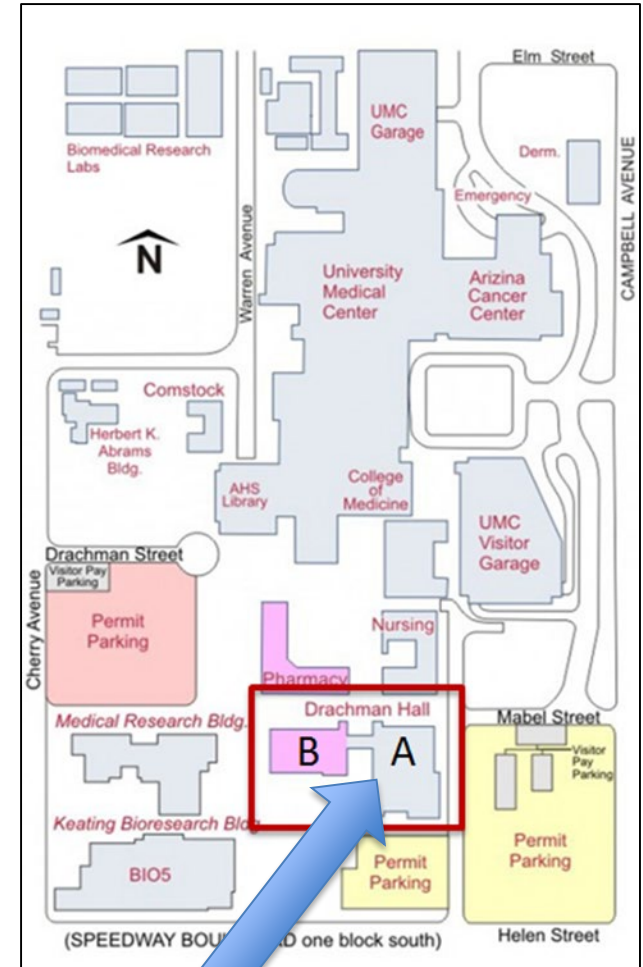 Elm Street
UMC
Garage
Derm.
Biomedical Research
Labs
Emergency
CAMPBELL AVENUE
N
Warren Avenue
University
Medical
Center
Arizina
Cancer
Center
Comstock
Herbert K.
Abrams
Bldg.
AHS
Library
College
of
Medicine
UMC
Visitor
Garage
Drachman Street
Visitor Pay
Parking
Cherry Avenue
Permit
Parking
Nursing
Pharmacy
Drachman Hall
Medical Research Bldg.
B
A
Mabel Street
Visitor
Pay
Parking
Keating Bioresearch Bldg
BIO5
Permit
Parking
Permit
Parking
(SPEEDWAY BOU D one block south)
Helen Street